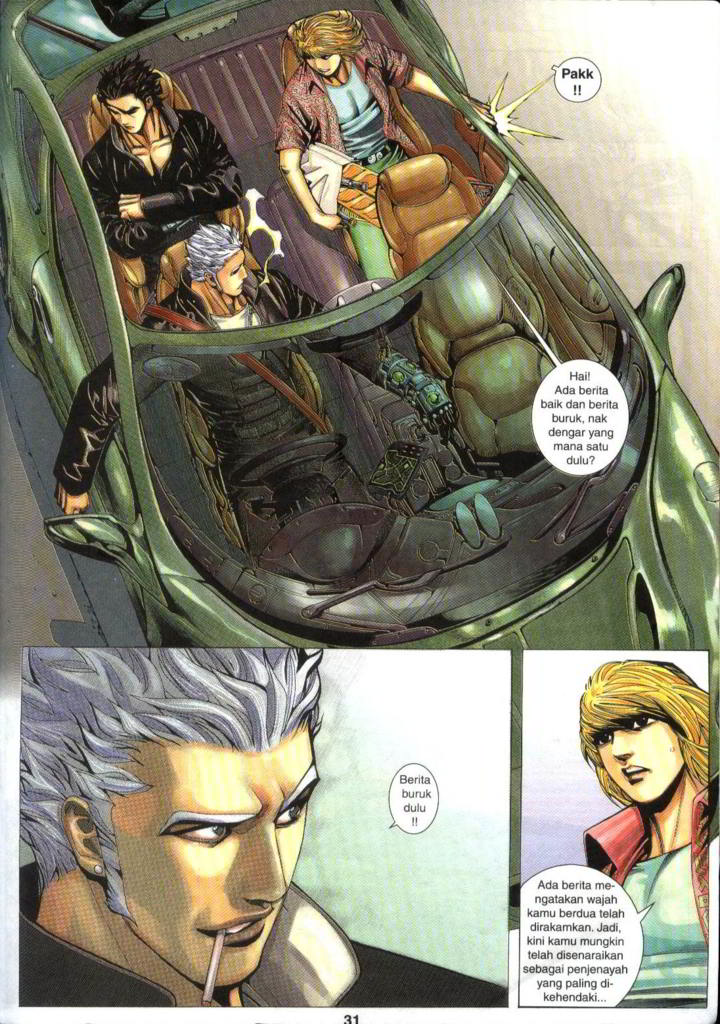 Pakk
!!
Hai!
Ada berita
baik dan berita
buruk, nak
dengar yang
mana satu
dulu?
Berita
buruk
dulu
!!
Ada berita me-
ngatakan wajah
kamu berdua telah
dirakamkan. Jadi,
kini kamu mungkin
telah disenaraikan
sebagai penjenayah
yang paling di-
kehendaki...
31